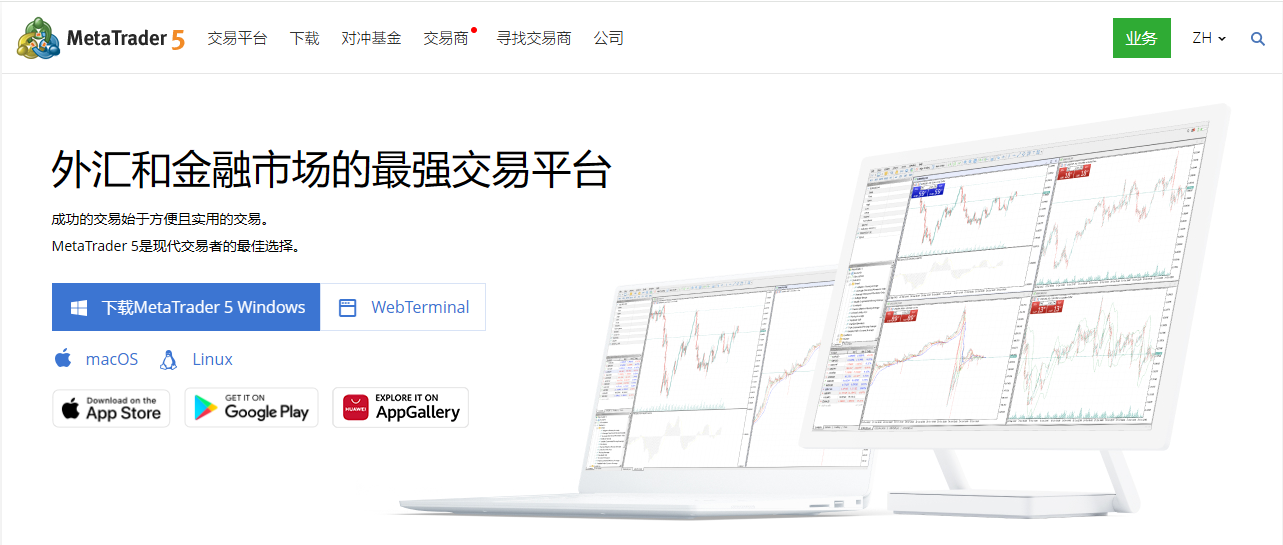 MetaTrader 5 交易平台 下载 对冲基金 交易商 寻找交易商 公司 业务 ZH
外汇和金融市场的最强交易平台
成功的交易始于方便且实用的交易。
MetaTrader 5是现代交易者的最佳选择。
下载MetaTrader 5 Windows WebTerminal
macOS Linux
Download on the App Store
GET IT ON Google Play
HUAWEI EXPLORE IT ON AppGallery